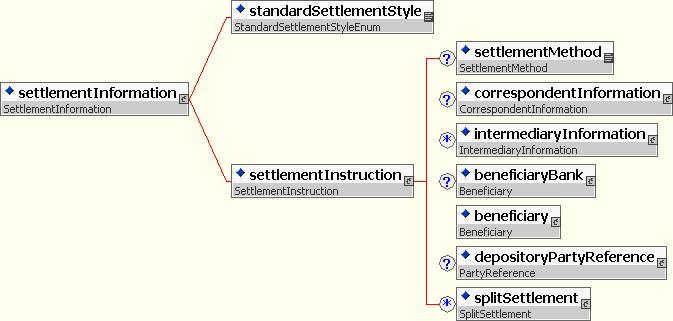 standardSettlementStyle
StandardSettlementStyleEnum
settlementInformation
SettlementInformation
settlementInstruction
SettlementInstruction
? settlementMethod
SettlementMethod
? correspondentInformation
CorrespondentInformation
* intermediaryInformation
IntermediaryInformation
? beneficiaryBank
Beneficiary
beneficiary
Beneficiary
? depositoryPartyReference
PartyReference
* splitSettlement
SplitSettlement